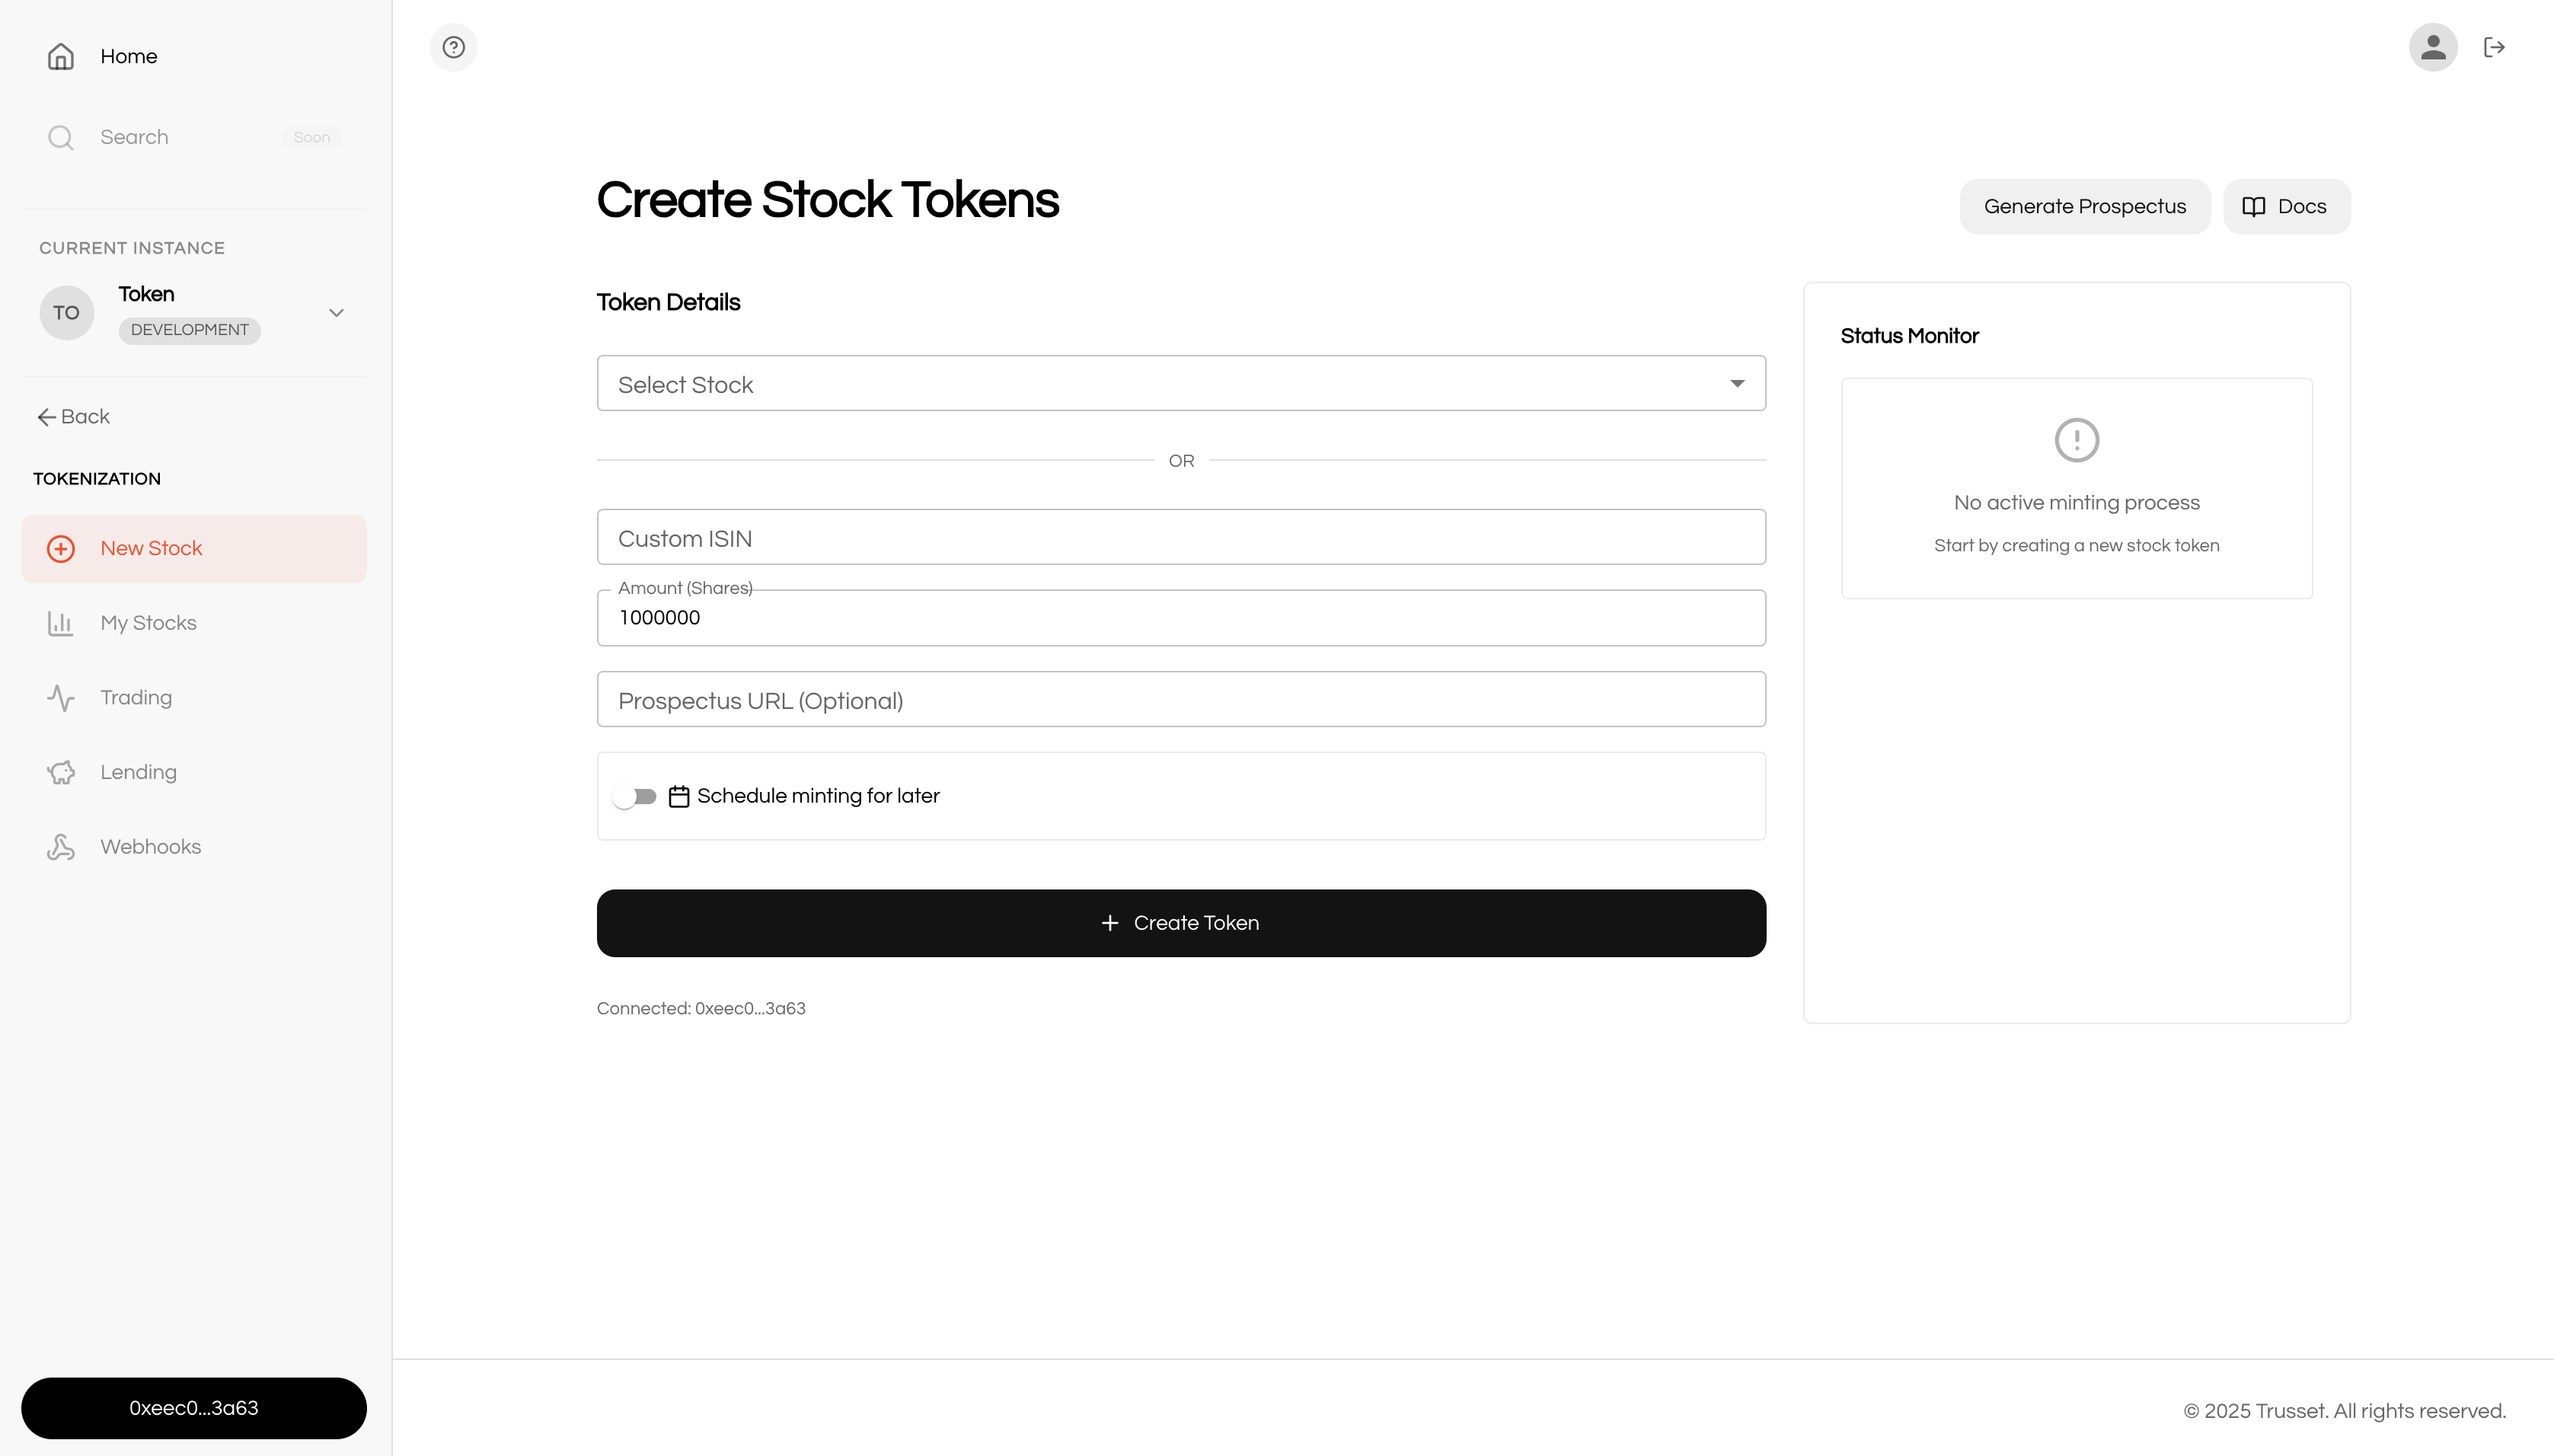 Home
Search
Soon
CURRENT INSTANCE
TO
Token
DEVELOPMENT
Back
TOKENIZATION
New Stock
My Stocks
Trading
Lending
Webhooks
0xeec0...3a63
Create Stock Tokens
Generate Prospectus
Docs
Token Details
Select Stock
OR
Custom ISIN
Amount (Shares)
1000000
Prospectus URL (Optional)
Schedule minting for later
Create Token
Connected: 0xeec0...3a63
Status Monitor
No active minting process
Start by creating a new stock token
© 2025 Trusset. All rights reserved.